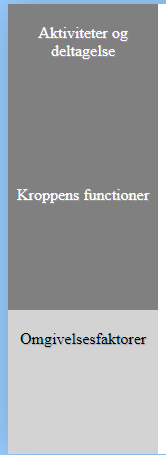 Aktiviteter og
deltagelse
Kroppens functioner
Omgivelsesfaktorer